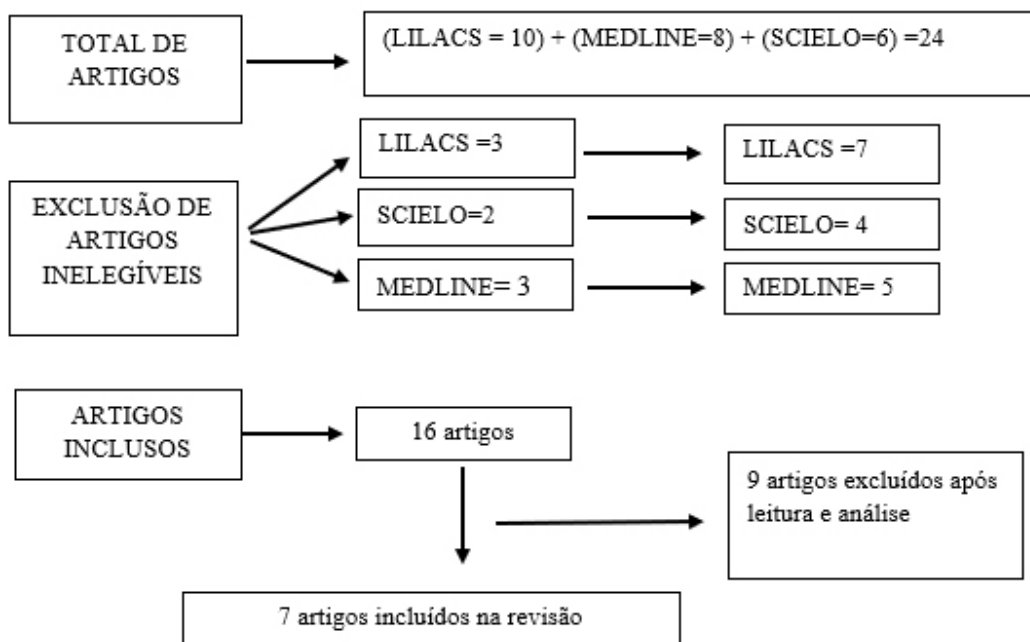 TOTAL DE
ARTIGOS
(LILACS = 10) + (MEDLINE=8) + (SCIELO=6) =24
EXCLUSÃO DE
ARTIGOS
INELEGÍVEIS
LILACS =3
LILACS =7
SCIELO=2
SCIELO= 4
MEDLINE= 3
MEDLINE= 5
ARTIGOS
INCLUSOS
16 artigos
9 artigos excluídos após
leitura e análise
7 artigos incluídos na revisão